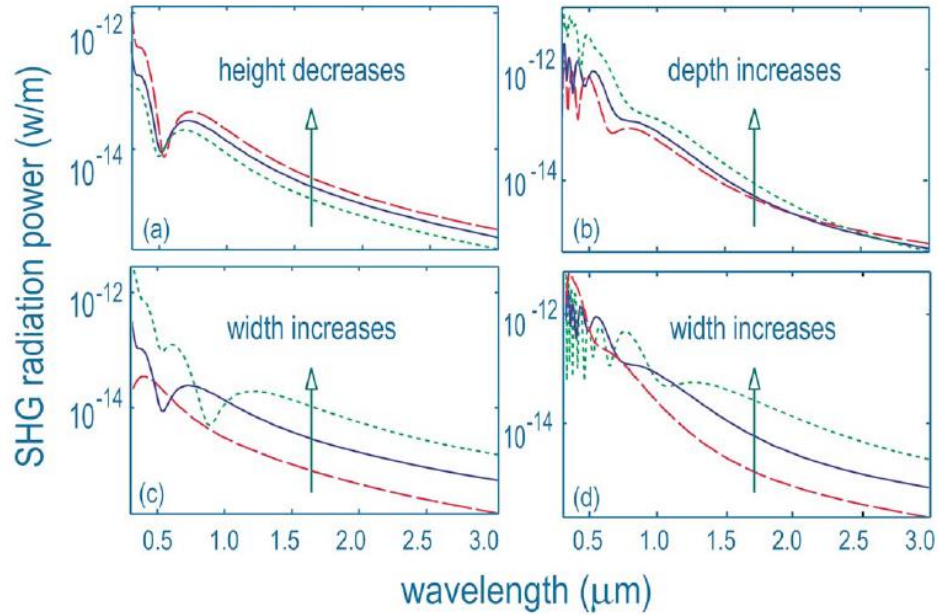 SHG radiation power (w/m)
10⁻¹²
10⁻¹⁴
height decreases
(a)
10⁻¹²
10⁻¹⁴
depth increases
(b)
10⁻¹²
10⁻¹⁴
width increases
(c)
0.5 1.0 1.5 2.0 2.5 3.0
10⁻¹²
10⁻¹⁴
width increases
(d)
0.5 1.0 1.5 2.0 2.5 3.0
wavelength (μm)